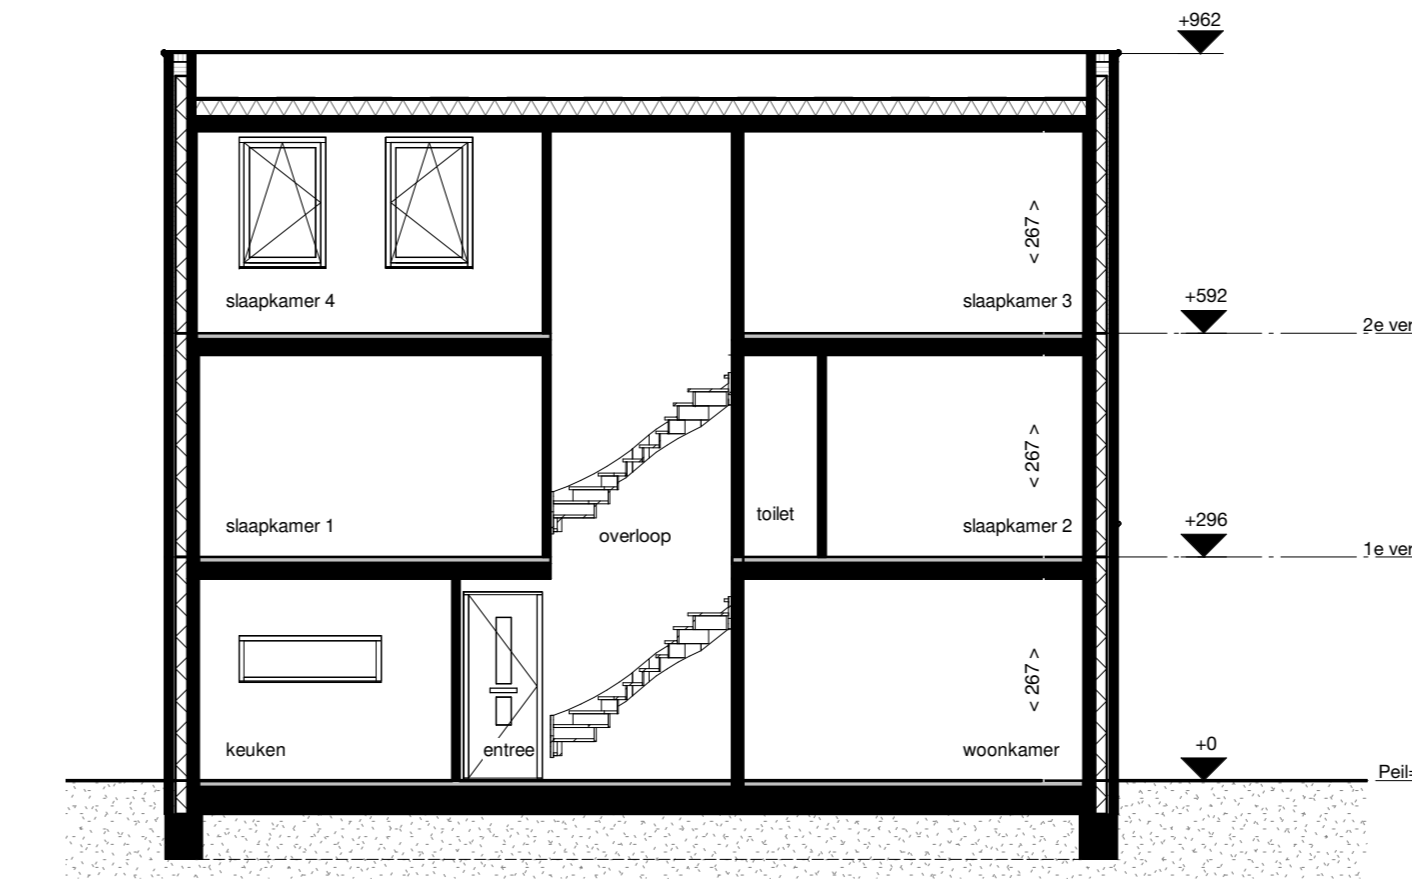 +962
< 267 >
slaapkamer 4
slaapkamer 3
+592
2e ver
< 267 >
slaapkamer 1
overloop
toilet
slaapkamer 2
+296
1e ver
< 267 >
keuken
entree
woonkamer
+0
Peil=